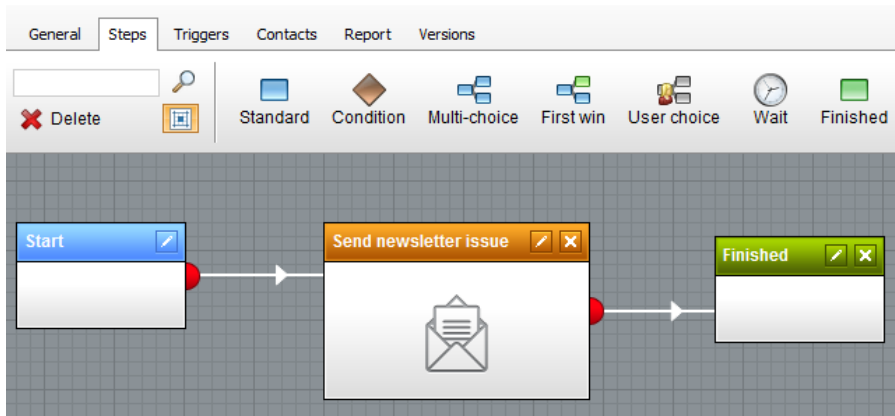 General Steps Triggers Contacts Report Versions
Delete
Standard Condition Multi-choice First win User choice Wait Finished
Start
Send newsletter issue
Finished